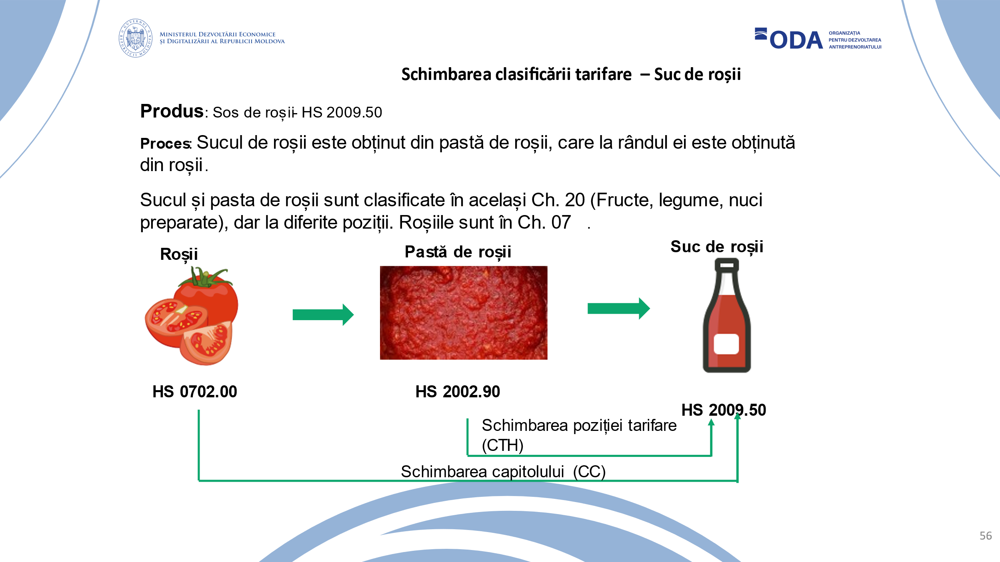 GUVERNUL REPUBLICII MOLDOVA
Ministerul Dezvoltării Economice
și Digitalizării al Republicii Moldova
ODA
ORGANIZAȚIA
PENTRU DEZVOLTAREA
ANTREPRENORIATULUI
Schimbarea clasificării tarifare – Suc de roșii
Produs: Sos de roșii- HS 2009.50
Proces: Sucul de roșii este obținut din pastă de roșii, care la rândul ei este obținută
din roșii.
Sucul și pasta de roșii sunt clasificate în același Ch. 20 (Fructe, legume, nuci
preparate), dar la diferite poziții. Roșiile sunt în Ch. 07 .
Roșii
Pastă de roșii
Suc de roșii
HS 0702.00
HS 2002.90
HS 2009.50
Schimbarea poziției tarifare
(CTH)
Schimbarea capitolului (CC)
56